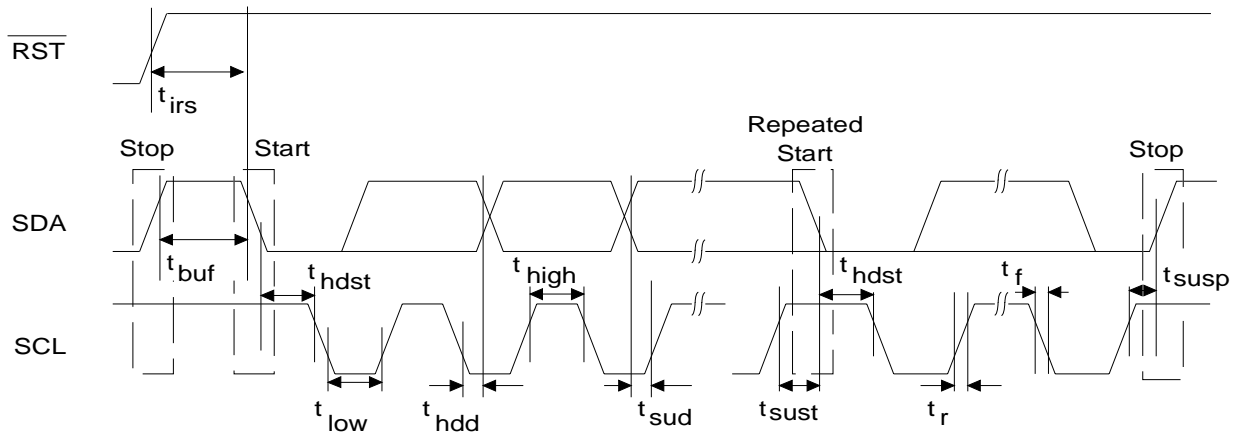 RST
t irs
Stop
Start
Repeated
Start
Stop
SDA
t buf
t hdst
t high
t hdst
t f
t susp
SCL
t low
t hdd
t sud
t sust
t r